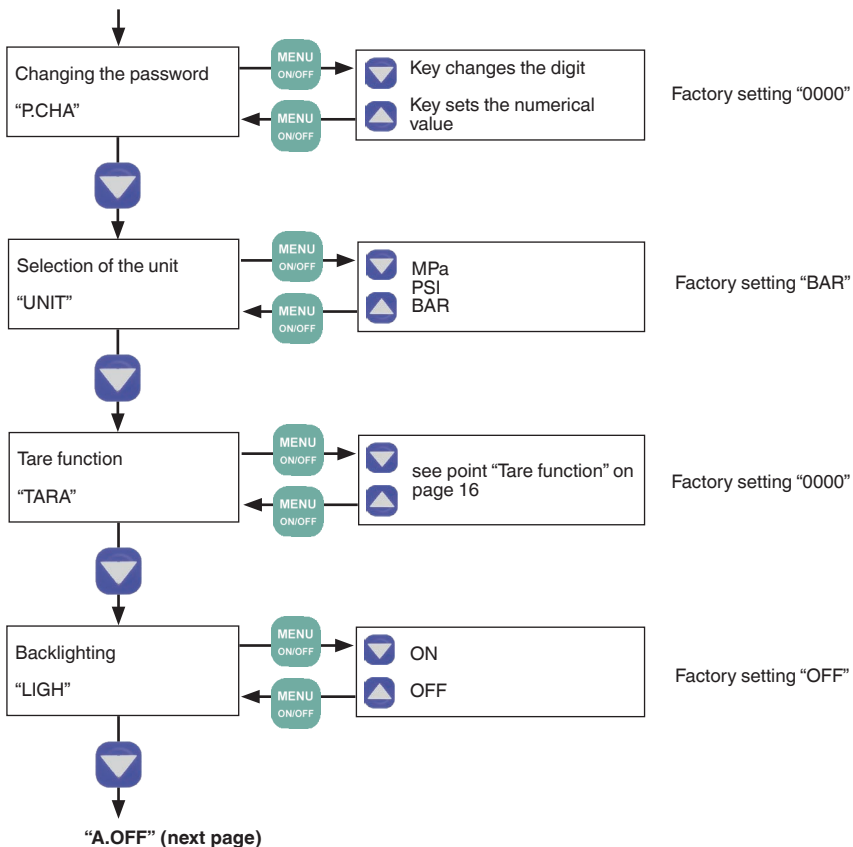 Changing the password
"P.CHA"
MENU
ON/OFF
MENU
ON/OFF
Key changes the digit
Key sets the numerical
value
Factory setting “0000”
Selection of the unit
“UNIT”
MENU
ON/OFF
MENU
ON/OFF
MPa
PSI
BAR
Factory setting “BAR”
Tare function
“TARA”
MENU
ON/OFF
MENU
ON/OFF
see point “Tare function” on
page 16
Factory setting “0000”
Backlighting
“LIGH”
MENU
ON/OFF
MENU
ON/OFF
ON
OFF
Factory setting “OFF”
“A.OFF” (next page)